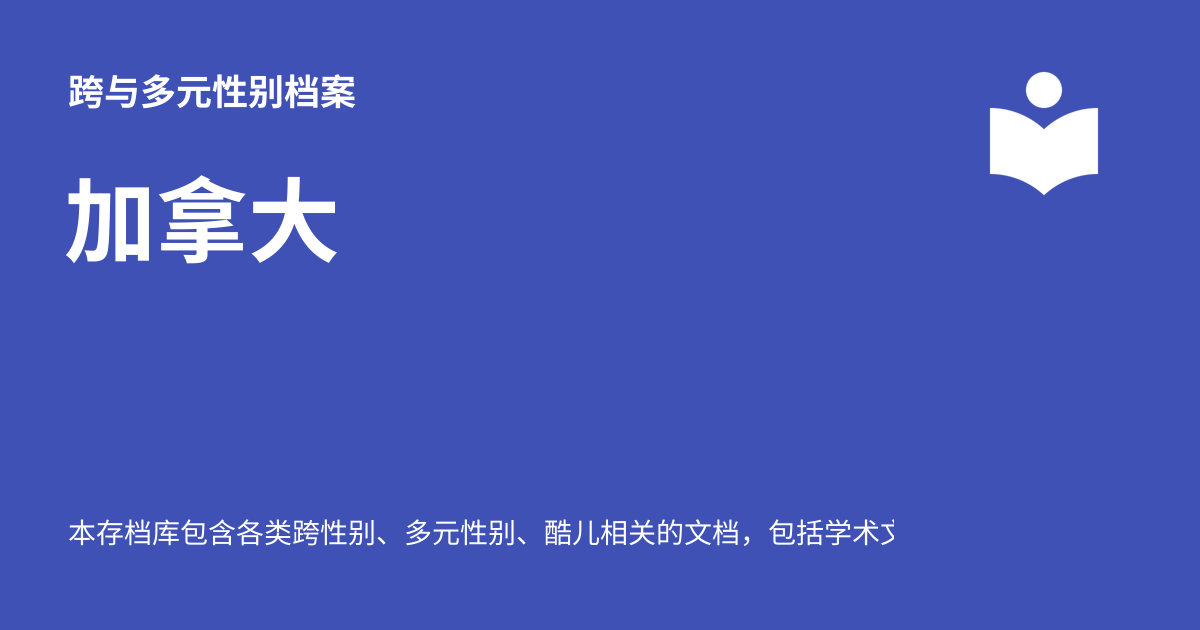 跨与多元性别档案
加拿大
本存档库包含各类跨性别、多元性别、酷儿相关的文档，包括学术